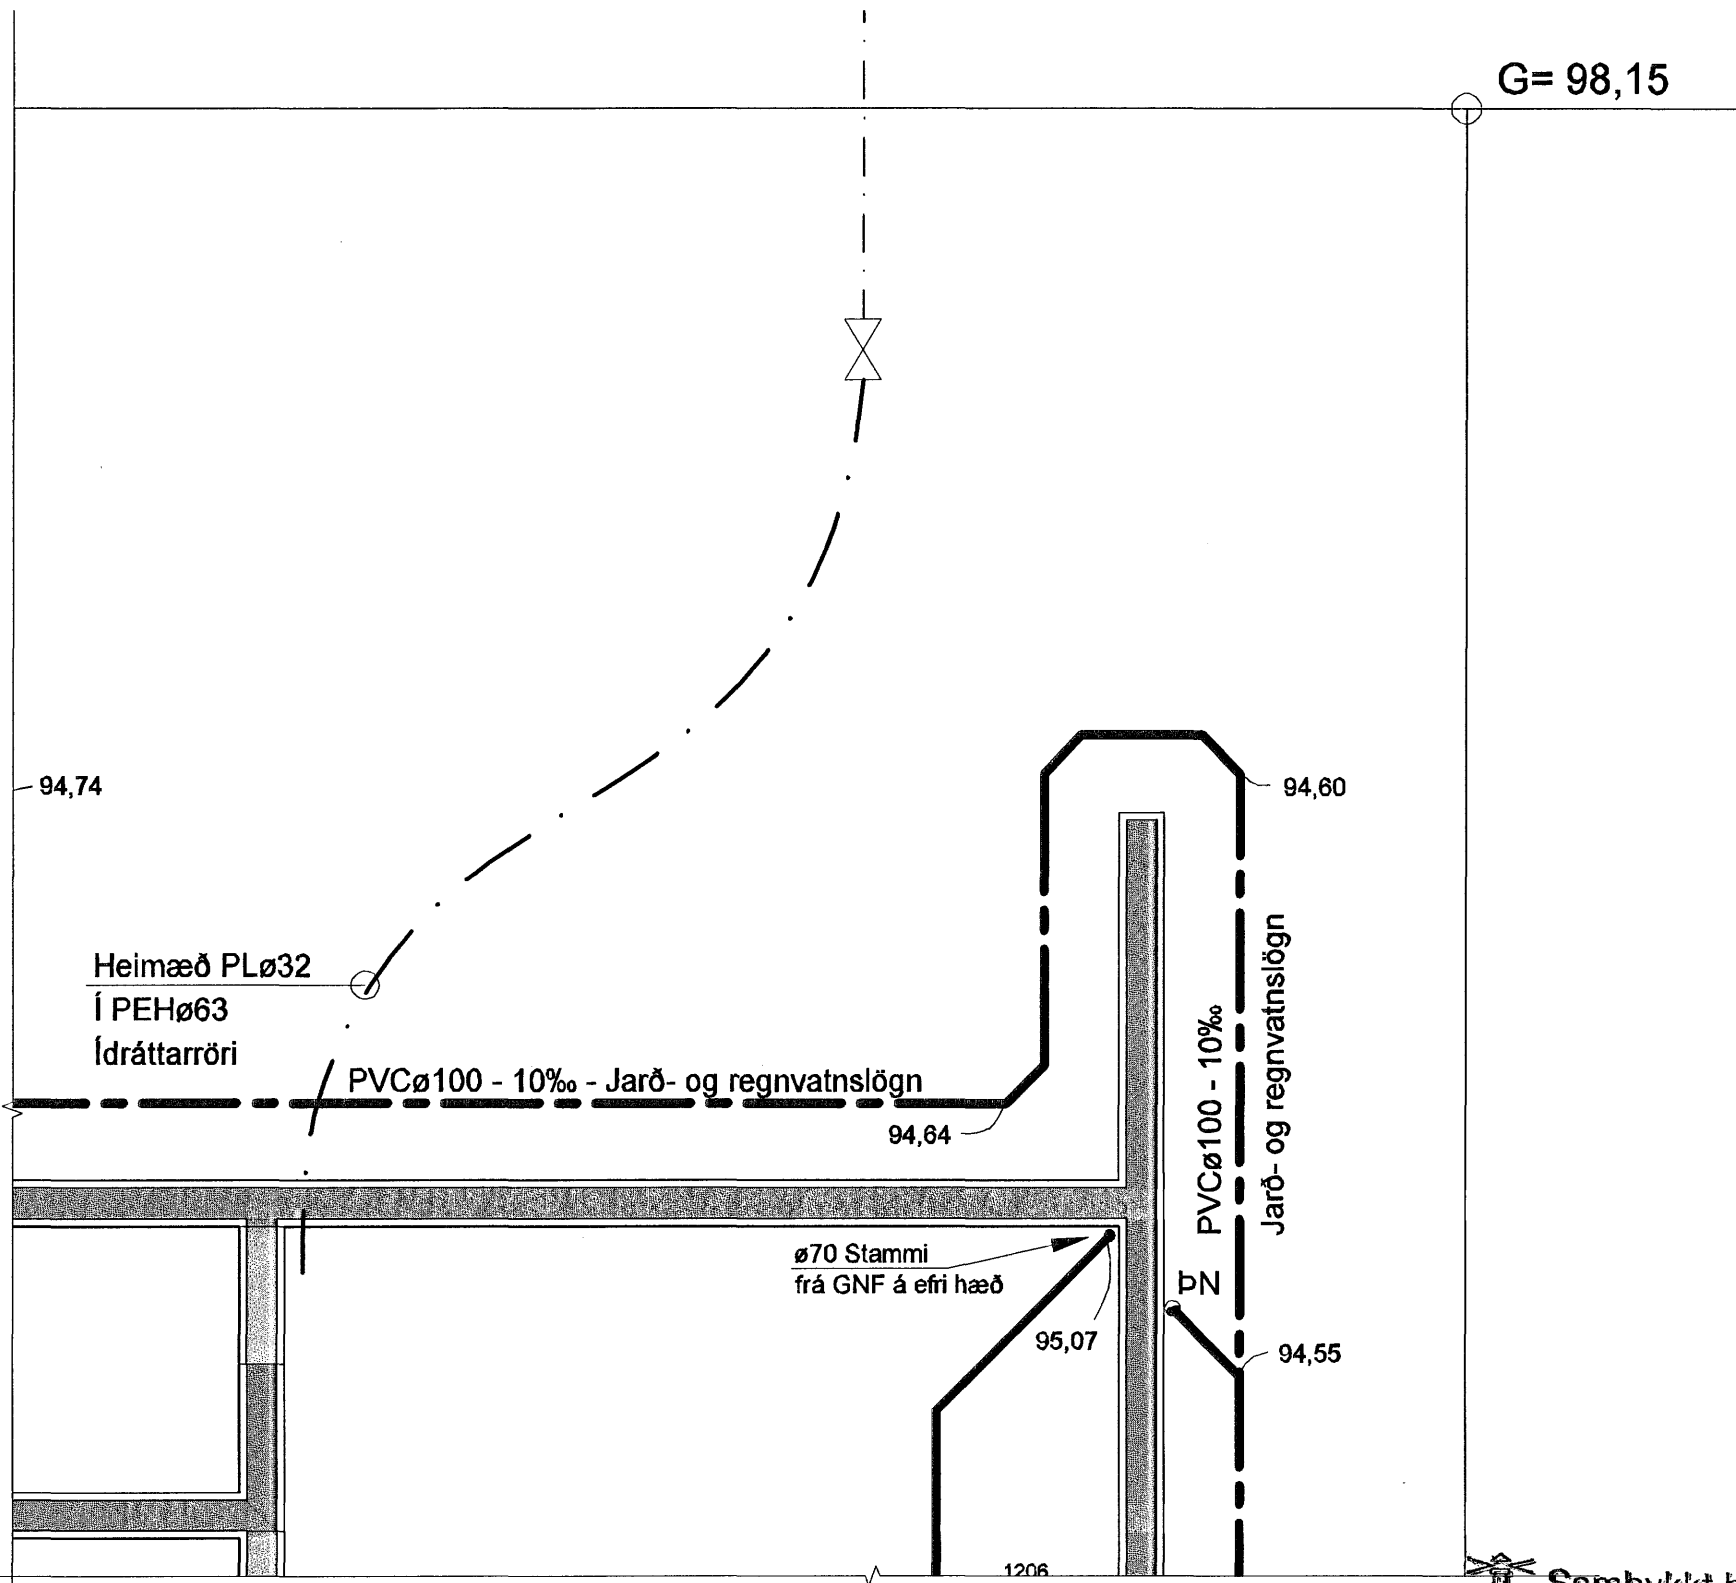 G= 98,15
94,74
94,60
Heimæð PLø32
Í PEHø63
Ídráttarröri
PVCø100 - 10‰ - Jarð- og regnvatnslögn
94,64
PVCø100 - 10‰
Jarð- og regnvatnslögn
ø70 Stammi
frá GNF á efri hæð
ÞN
95,07
94,55
1206